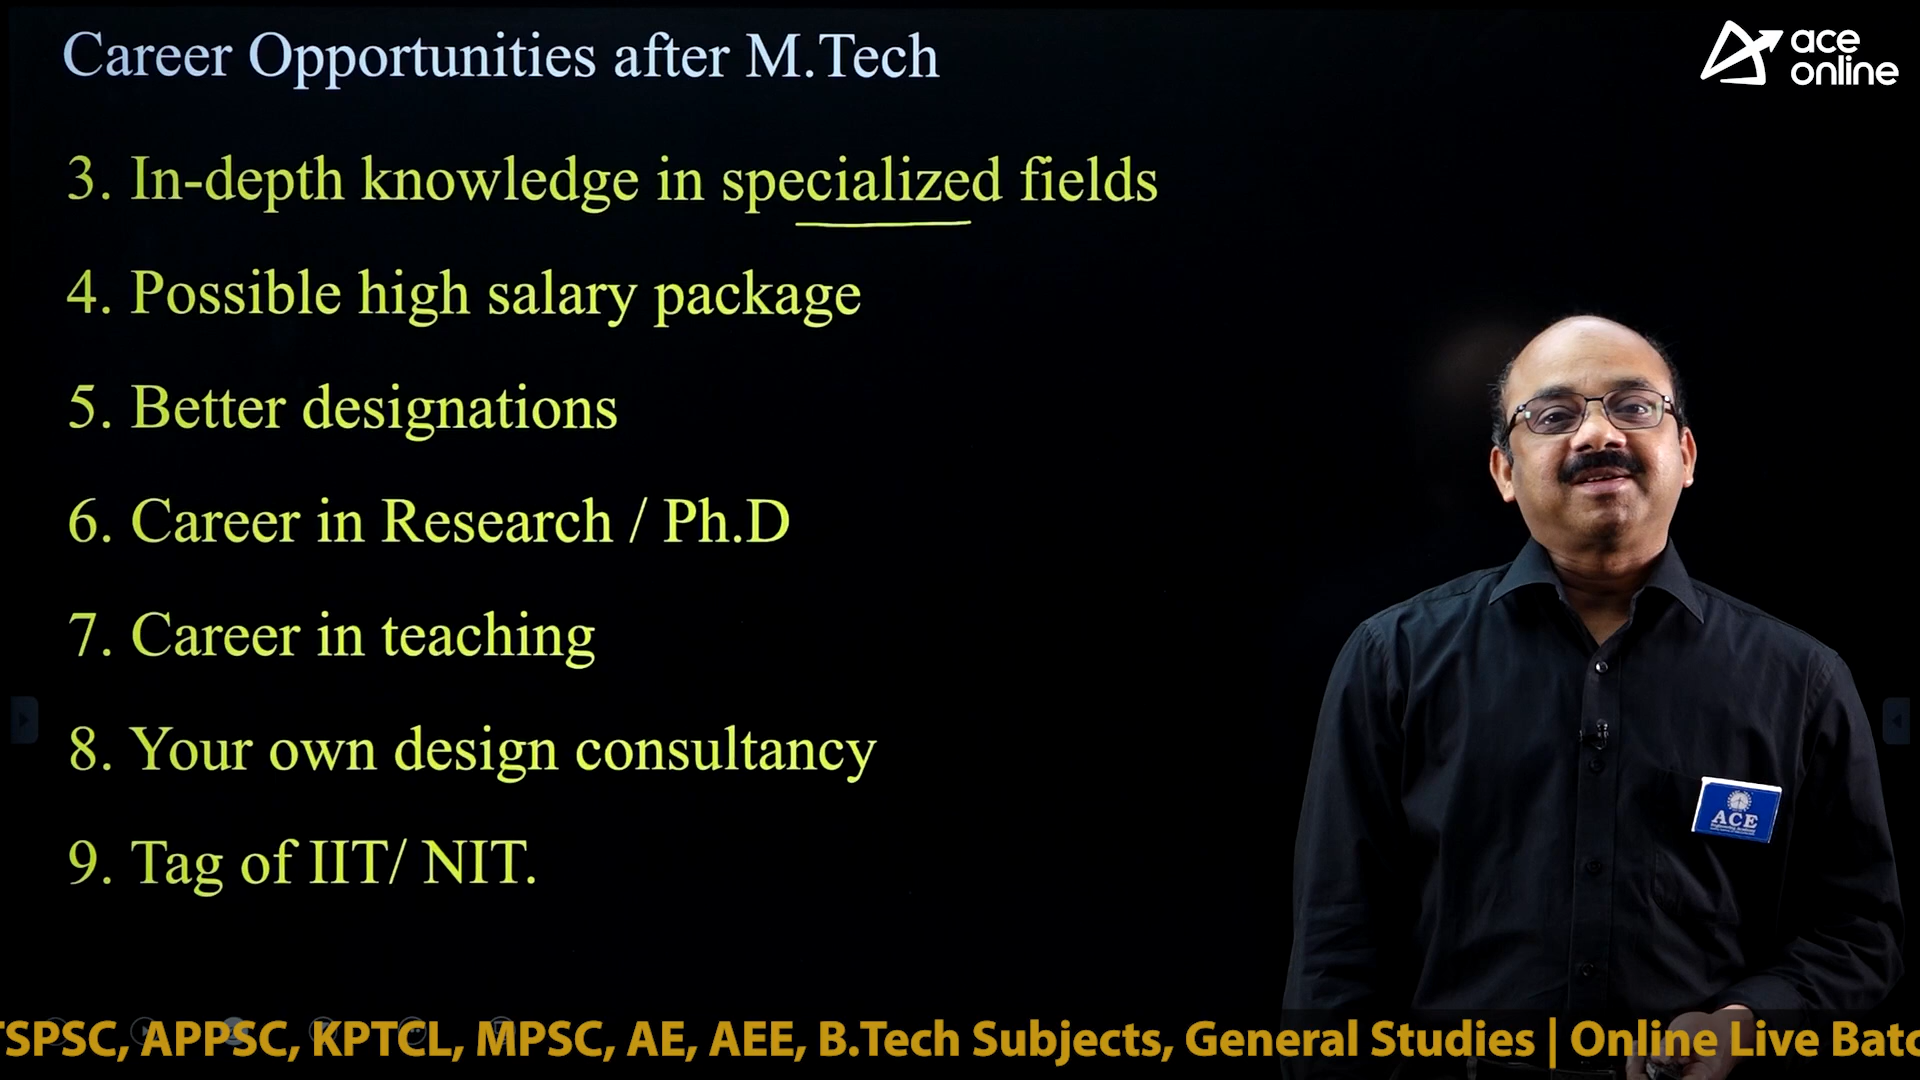 Career Opportunities after M.Tech
ace
online
3. In-depth knowledge in specialized fields
4. Possible high salary package
5. Better designations
6. Career in Research / Ph.D
7. Career in teaching
8. Your own design consultancy
9. Tag of IIT/ NIT.
ACE
TSPSC, APPSC, KPTCL, MPSC, AE, AEE, B.Tech Subjects, General Studies | Online Live Batc